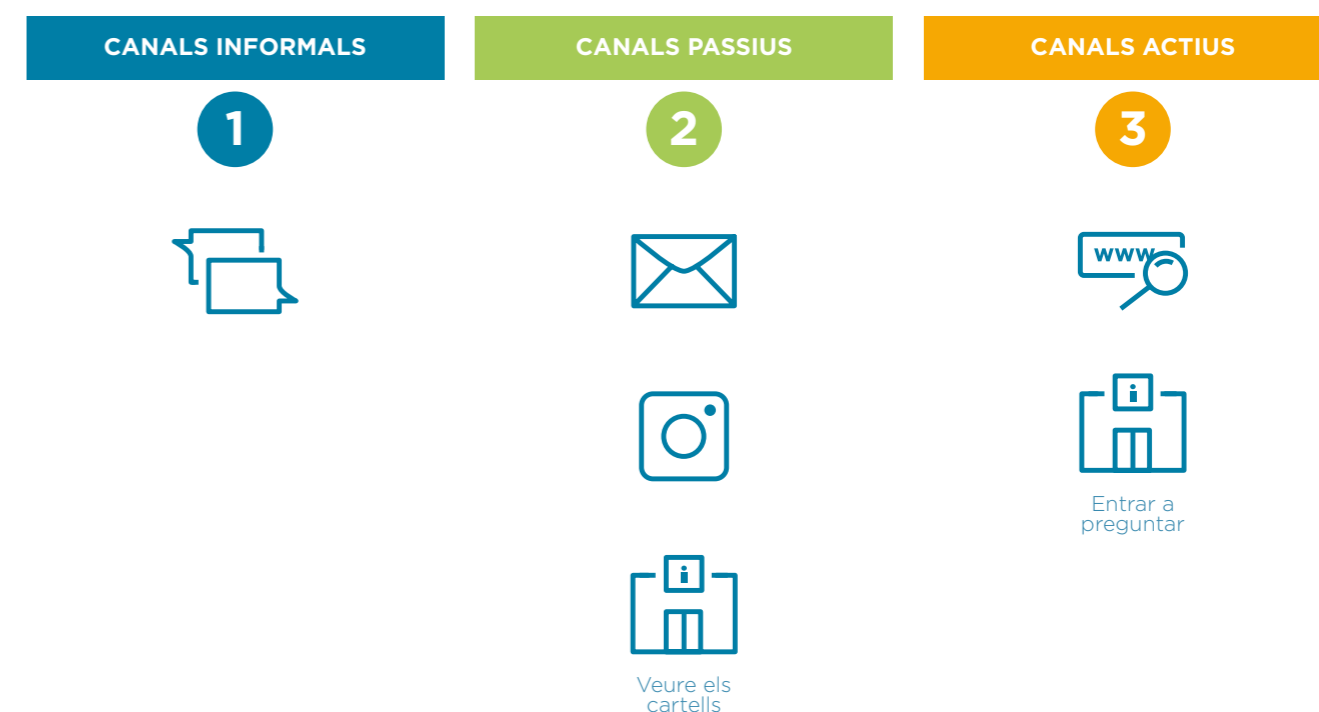 CANALS INFORMALS
1
CANALS PASSIUS
2
Veure els
cartells
CANALS ACTIUS
3
www
Entrar a
preguntar